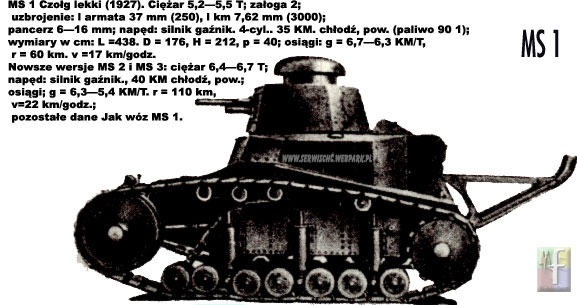 MS 1 Czołg lekki (1927). Ciężar 5,2—5,5 T; załoga 2;
uzbrojenie: l armata 37 mm (250), l km 7,62 mm (3000);
pancerz 6—16 mm; napęd: silnik gaźnik. 4-cyl.. 35 KM. chłodź, pow. (paliwo 90 1);
wymiary w cm: L =438. D = 176, H = 212, p = 40; osiągi: g = 6,7—6,3 KM/T,
r = 60 km. v =17 km/godz.
Nowsze wersje MS 2 i MS 3: ciężar 6,4—6,7 T;
napęd: silnik gaźnik., 40 KM chłodź, pow.;
osiągi; g = 6,3—5,4 KM/T. r = 110 km,
v=22 km/godz.;
pozostałe dane Jak wóz MS 1.
MS 1
WWW.SERWISCHŻ.WEBPARK.PL